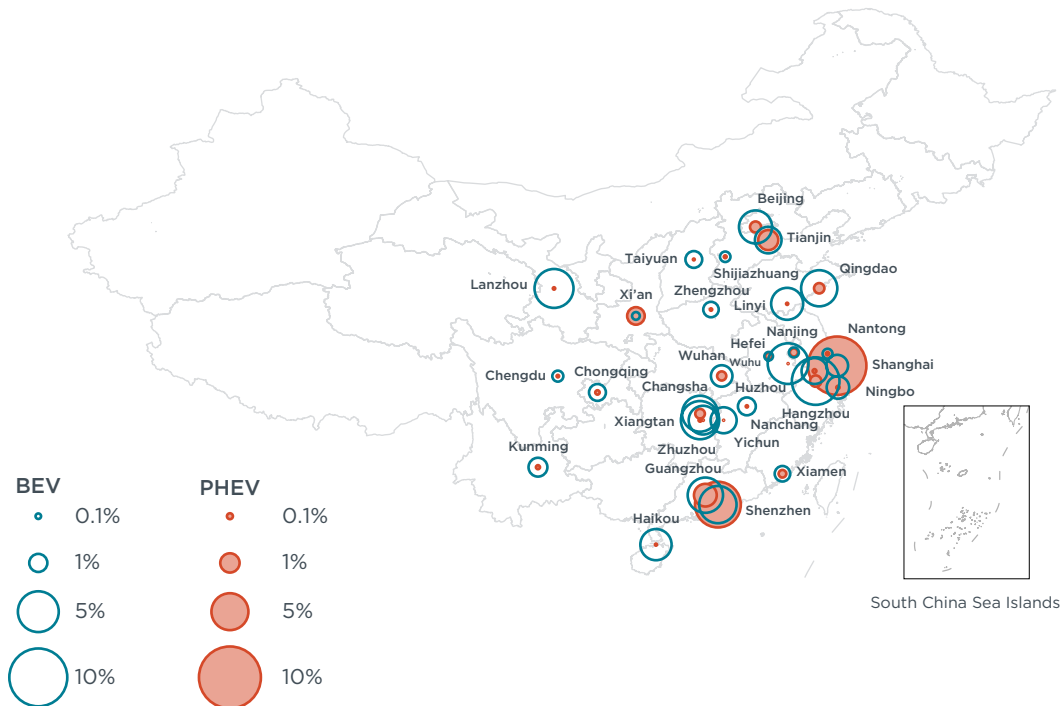 Beijing
Tianjin
Taiyuan
Shijiazhuang
Qingdao
Lanzhou
Zhengzhou
Linyi
Xi'an
Nanjing
Nantong
Hefei
Wuhan
Wuhu
Shanghai
Chengdu
Chongqing
Changsha
Huzhou
Ningbo
Hangzhou
Xiangtan
Nanchang
Yichun
Kunming
Zhuzhou
Guangzhou
Xiamen
Shenzhen
Haikou
BEV
PHEV
0.1%
0.1%
1%
1%
5%
5%
10%
10%
South China Sea Islands